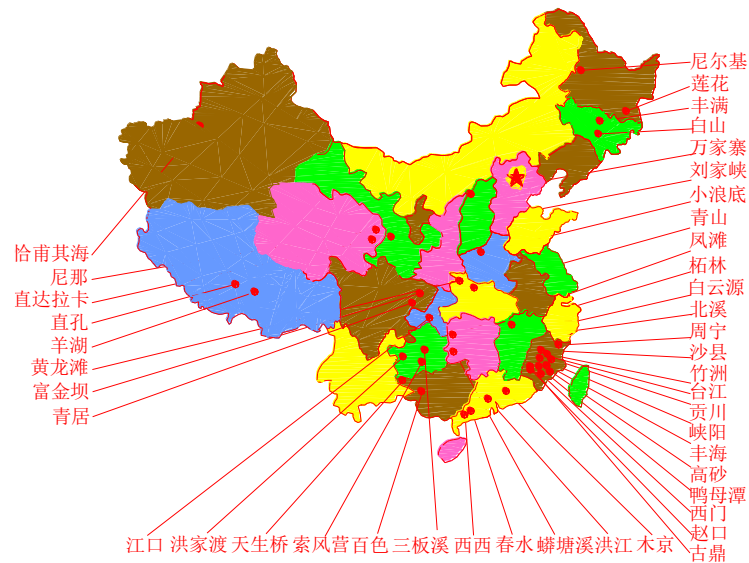 尼尔基
莲花
丰满
白山
万家寨
刘家峡
小浪底
青山
凤滩
柘林
白云源
北溪
周宁
沙县
竹洲
台江
贡川
峡阳
丰海
高砂
鸭母潭
西门
赵口
古鼎
恰甫其海
尼那
直达拉卡
直孔
羊湖
黄龙滩
富金坝
青居
江口 洪家渡 天生桥 索风营 百色 三板溪 西西 春水 蟒塘溪 洪江 木京